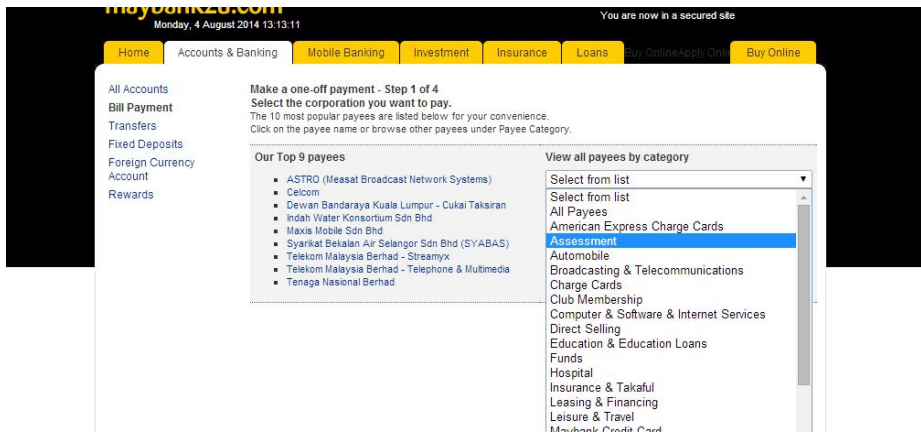 maybank2u.com
Monday, 4 August 2014 13:13:11
You are now in a secured site
Home
Accounts & Banking
Mobile Banking
Investment
Insurance
Loans
Buy OnlineApply Onlin
Buy Online
All Accounts
Bill Payment
Transfers
Fixed Deposits
Foreign Currency
Account
Rewards
Make a one-off payment - Step 1 of 4
Select the corporation you want to pay.
The 10 most popular payees are listed below for your convenience.
Click on the payee name or browse other payees under Payee Category.
Our Top 9 payees
ASTRO (Measat Broadcast Network Systems)
Celcom
Dewan Bandaraya Kuala Lumpur - Cukai Taksiran
Indah Water Konsortium Sdn Bhd
Maxis Mobile Sdn Bhd
Syarikat Bekalan Air Selangor Sdn Bhd (SYABAS)
Telekom Malaysia Berhad - Streamyx
Telekom Malaysia Berhad - Telephone & Multimedia
Tenaga Nasional Berhad
View all payees by category
Select from list
Select from list
All Payees
American Express Charge Cards
Assessment
Automobile
Broadcasting & Telecommunications
Charge Cards
Club Membership
Computer & Software & Internet Services
Direct Selling
Education & Education Loans
Funds
Hospital
Insurance & Takaful
Leasing & Financing
Leisure & Travel
Maybank Credit Card